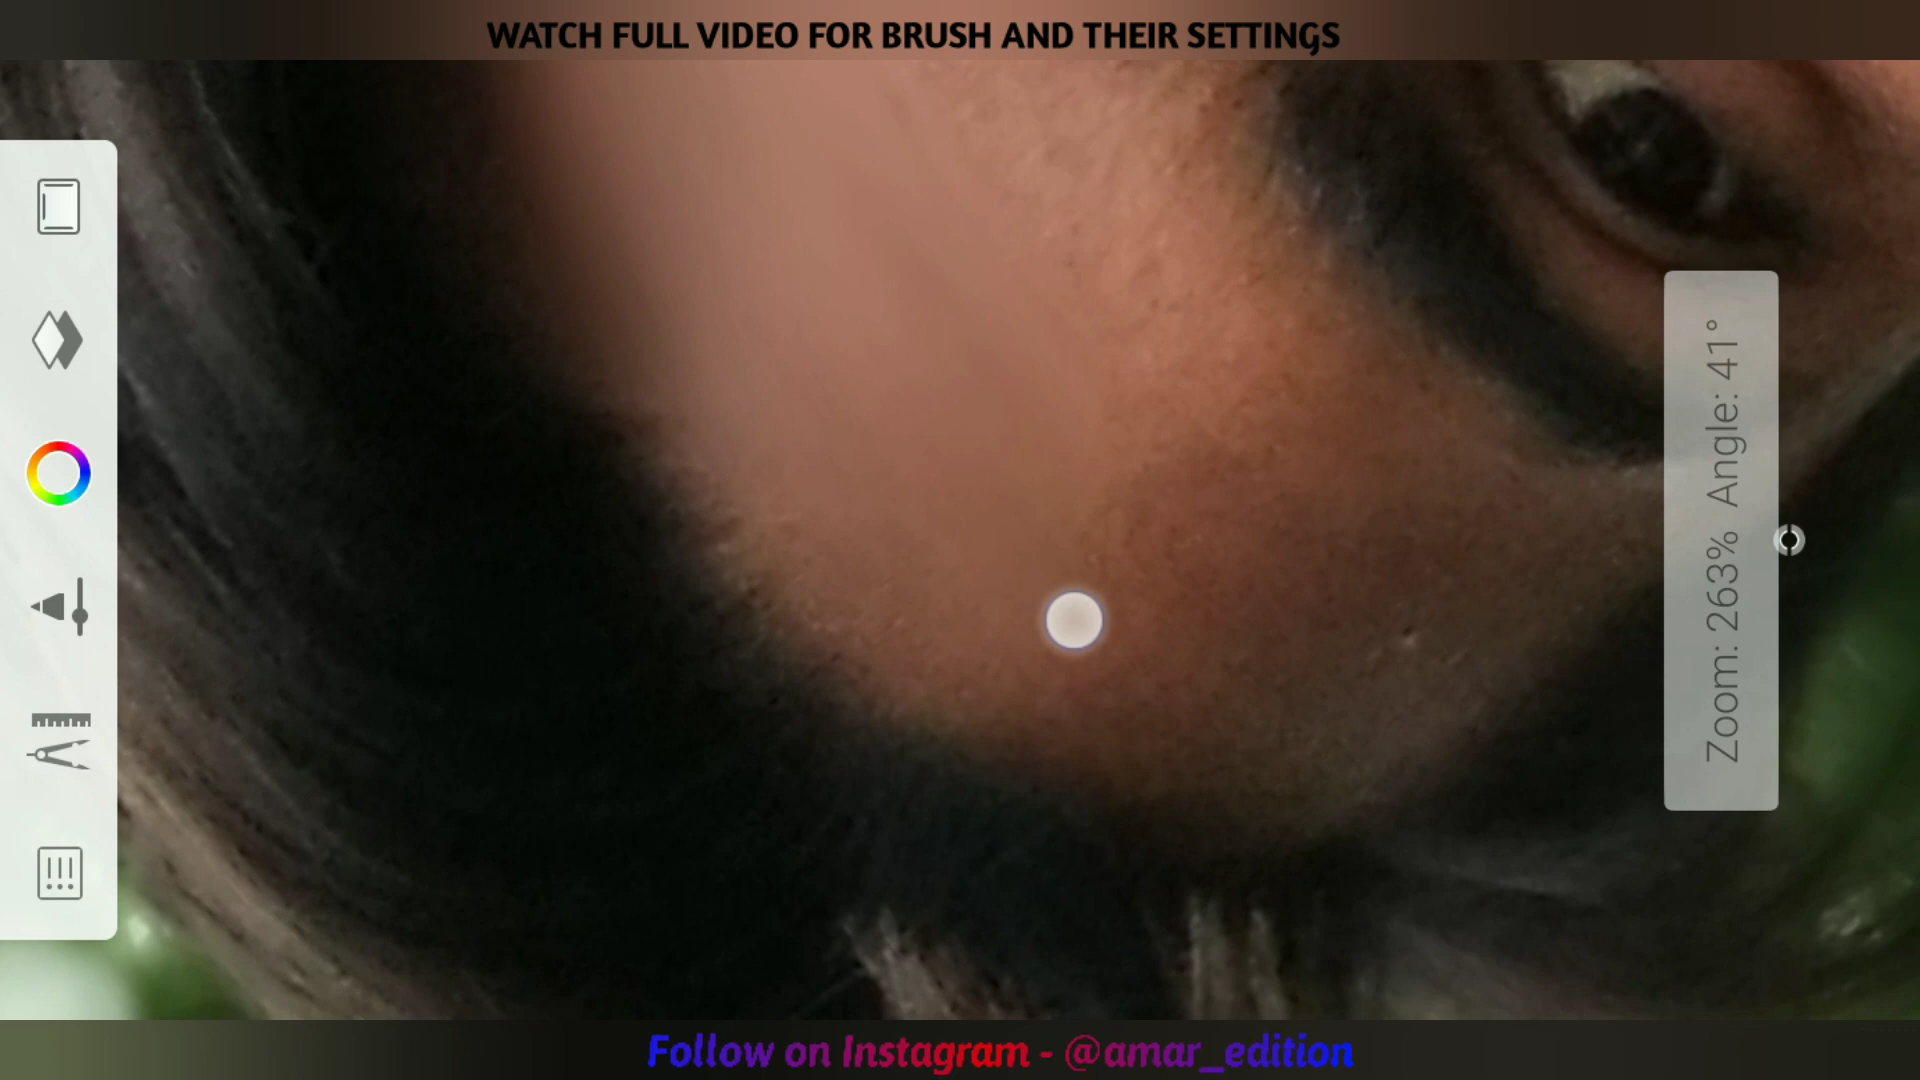 WATCH FULL VIDEO FOR BRUSH AND THEIR SETTINGS
Zoom: 263% Angle: 41°
Follow on Instagram - @amar_edition